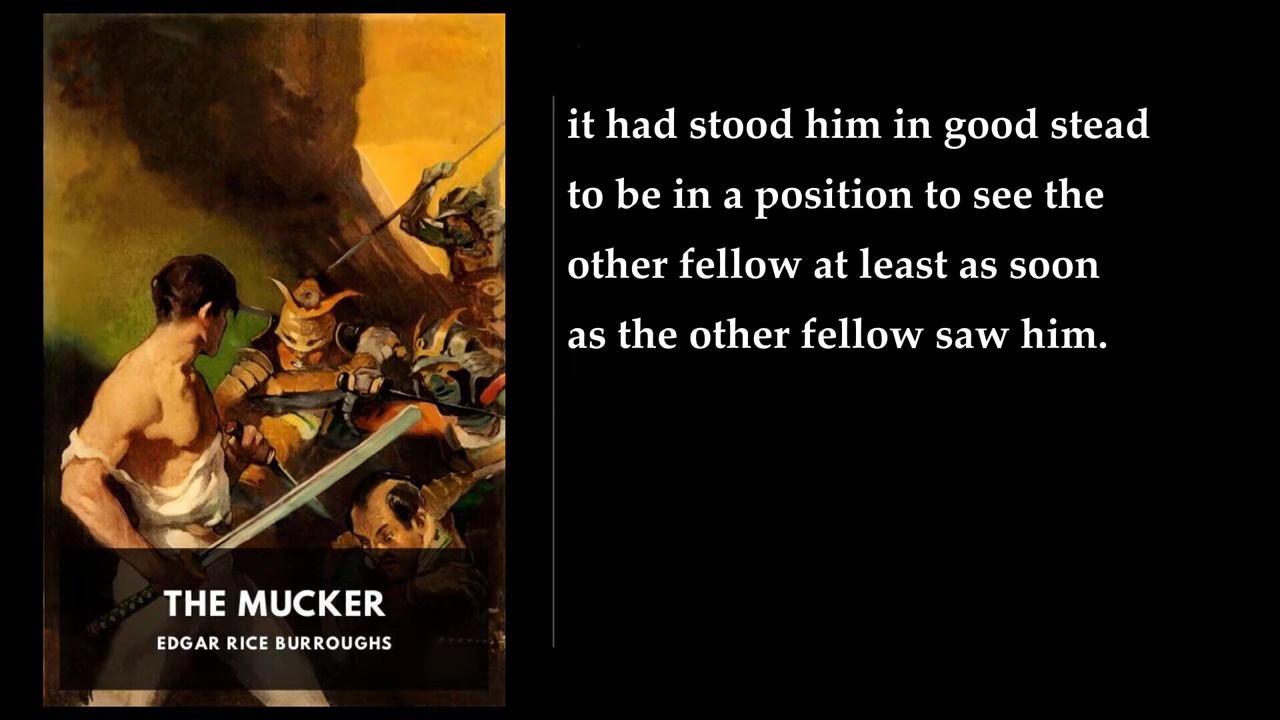 it had stood him in good stead
to be in a position to see the
other fellow at least as soon
as the other fellow saw him.
THE MUCKER
EDGAR RICE BURROUGHS